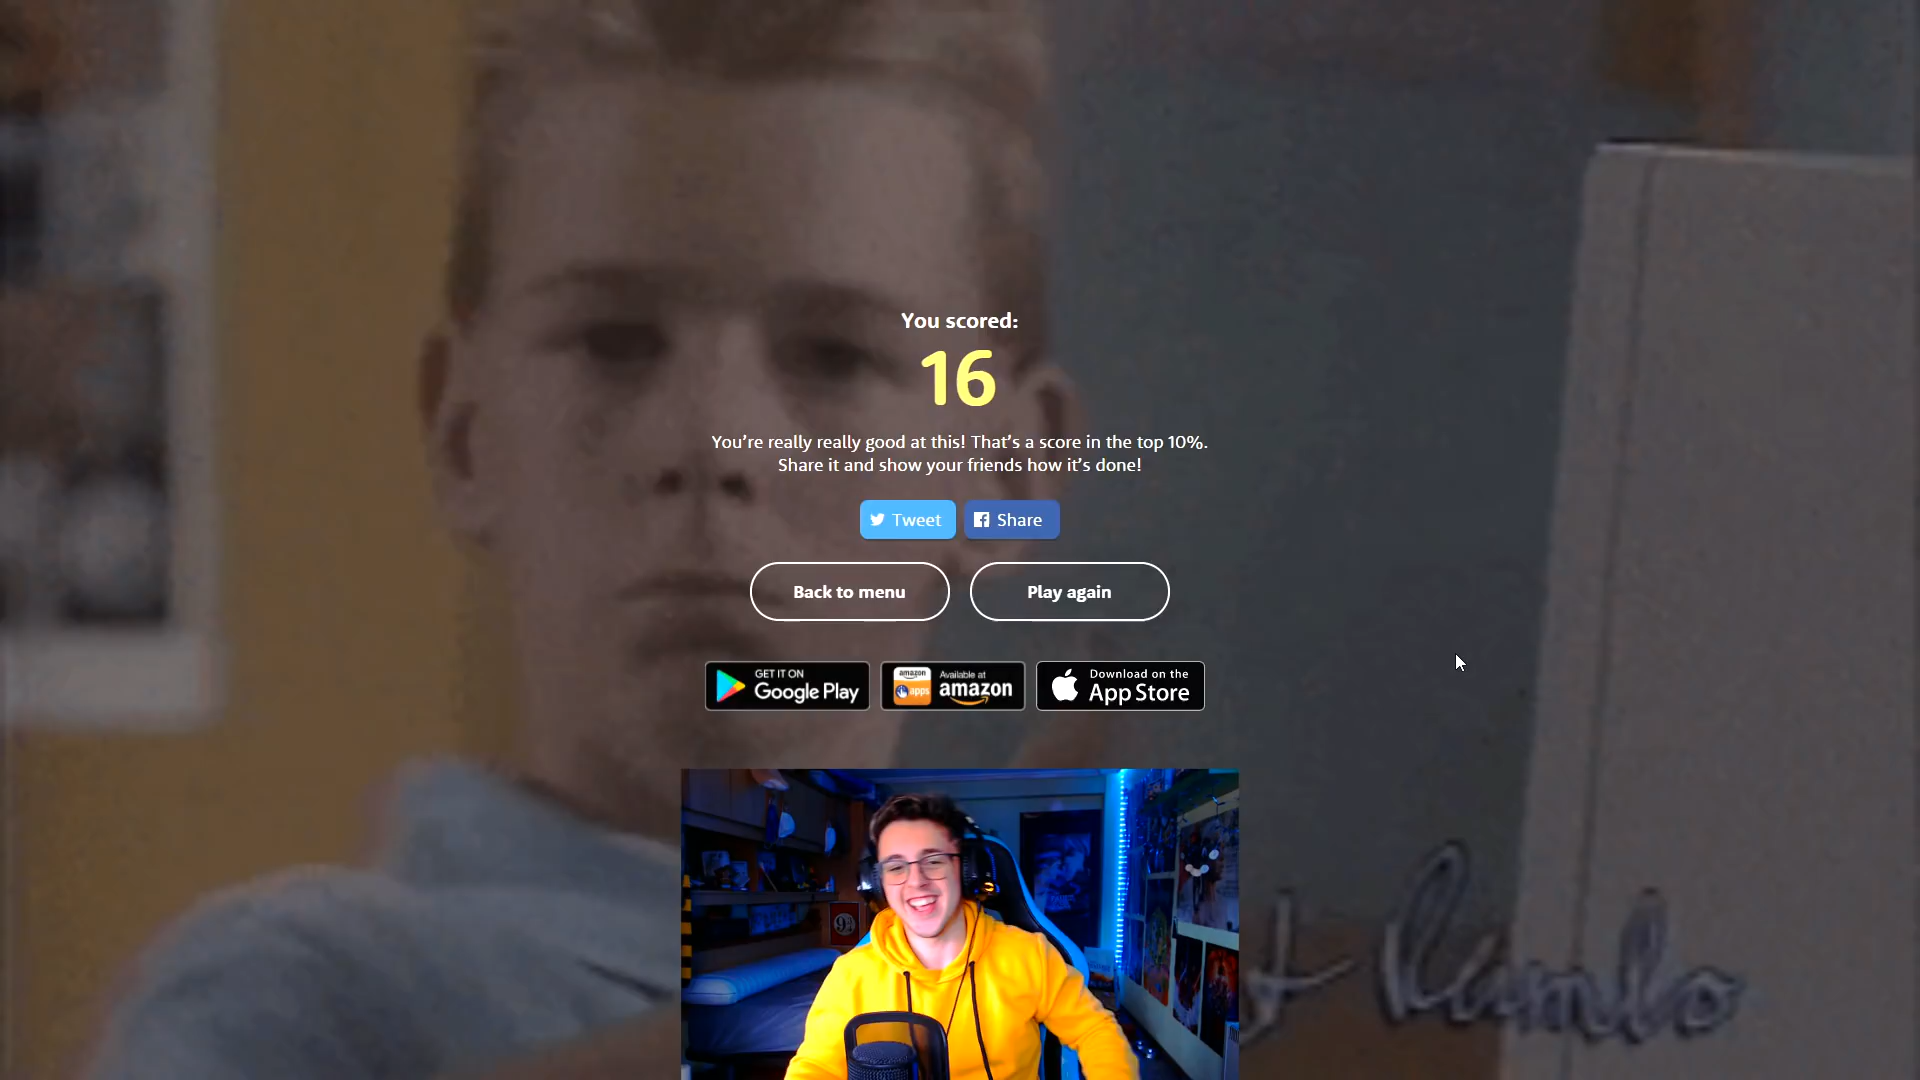 You scored:
16
You're really really good at this! That's a score in the top 10%.
Share it and show your friends how it's done!
Tweet
Share
Back to menu
Play again
GET IT ON
Google Play
amazon
apps
Available at
amazon
Download on the
App Store
9¾